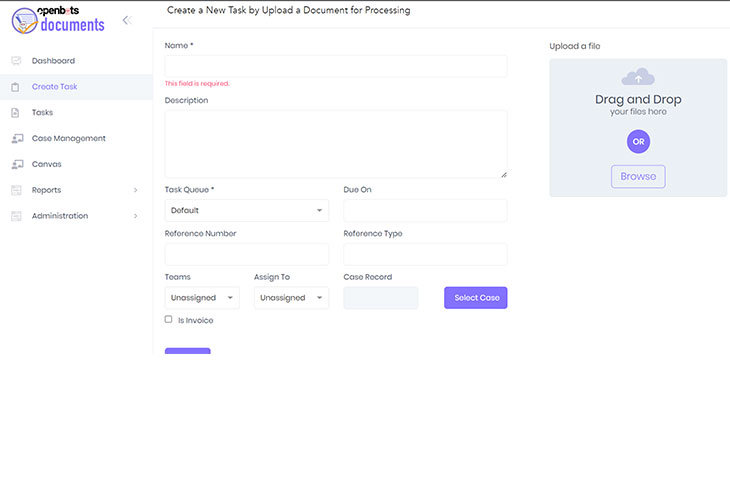 openbots
documents
Create a New Task by Upload a Document for Processing
Dashboard
Create Task
Tasks
Case Management
Canvas
Reports
Administration
Name *
This field is required.
Description
Task Queue *
Due On
Default
Reference Number
Reference Type
Teams
Assign To
Case Record
Unassigned
Unassigned
Select Case
Is Invoice
Upload a file
Drag and Drop
your files here
OR
Browse